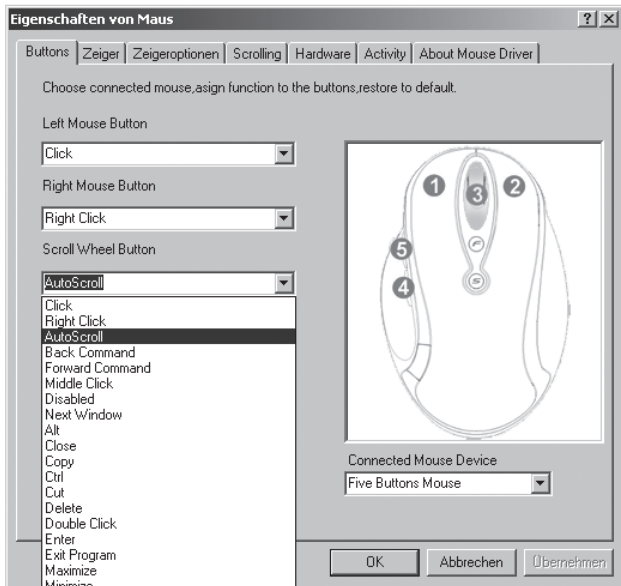 Eigenschaften von Maus
Buttons Zeiger Zeigeroptionen Scrolling Hardware Activity About Mouse Driver
Choose connected mouse,asign function to the buttons,restore to default.
Left Mouse Button
Click
Right Mouse Button
Right Click
Scroll Wheel Button
AutoScroll
Click
Right Click
AutoScroll
Back Command
Forward Command
Middle Click
Disabled
Next Window
Alt
Close
Copy
Ctrl
Cut
Delete
Double Click
Enter
Exit Program
Maximize
Minimize
1 2
3
5
F
4
S
Connected Mouse Device
Five Buttons Mouse
OK Abbrechen Übernehmen